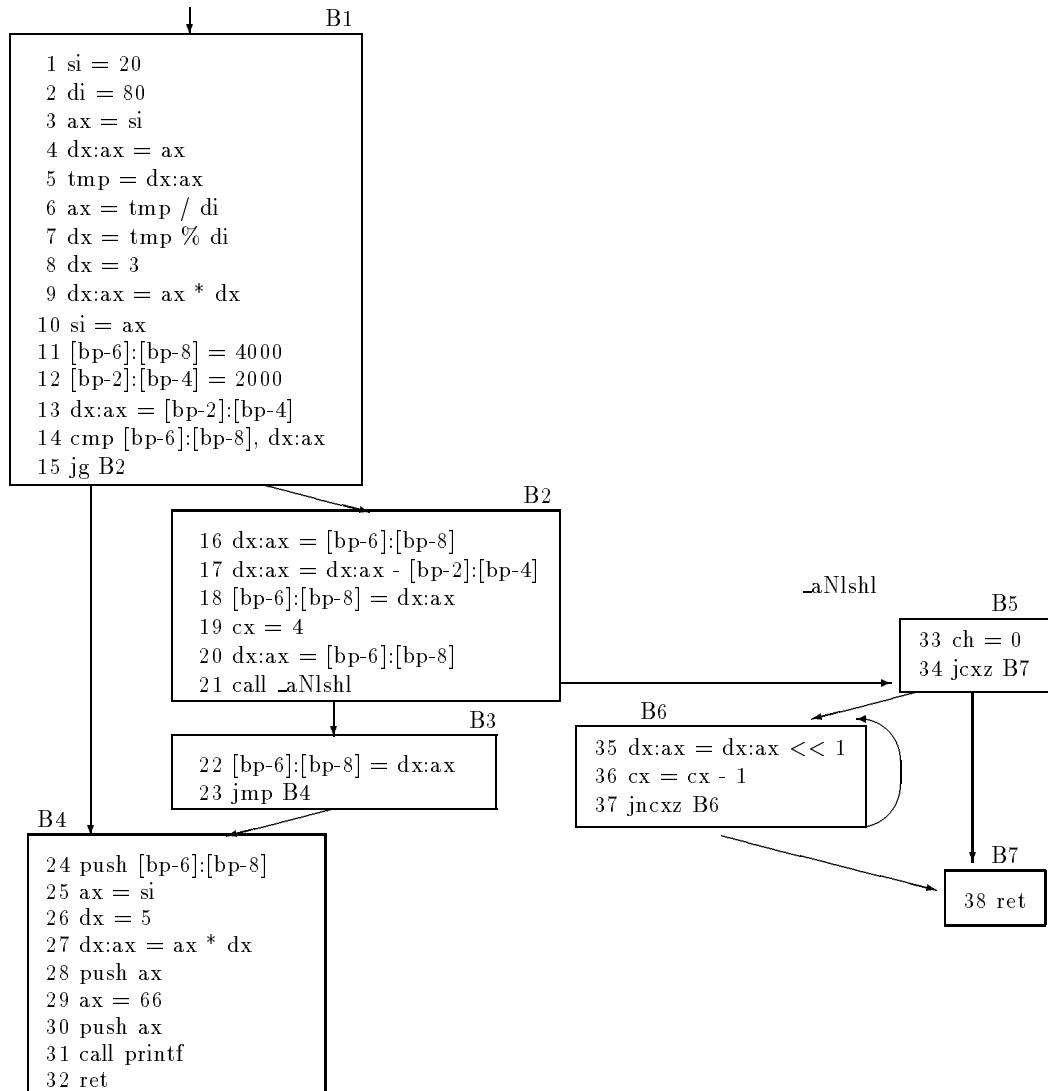 B1
1 si = 20
2 di = 80
3 ax = si
4 dx:ax = ax
5 tmp = dx:ax
6 ax = tmp / di
7 dx = tmp % di
8 dx = 3
9 dx:ax = ax * dx
10 si = ax
11 [bp-6]:[bp-8] = 4000
12 [bp-2]:[bp-4] = 2000
13 dx:ax = [bp-2]:[bp-4]
14 cmp [bp-6]:[bp-8], dx:ax
15 jg B2
B2
16 dx:ax = [bp-6]:[bp-8]
17 dx:ax = dx:ax - [bp-2]:[bp-4]
18 [bp-6]:[bp-8] = dx:ax
19 cx = 4
20 dx:ax = [bp-6]:[bp-8]
21 call _aNlshl
B3
22 [bp-6]:[bp-8] = dx:ax
23 jmp B4
B4
24 push [bp-6]:[bp-8]
25 ax = si
26 dx = 5
27 dx:ax = ax * dx
28 push ax
29 ax = 66
30 push ax
31 call printf
32 ret
_aNlshl
B5
33 ch = 0
34 jcxz B7
B6
35 dx:ax = dx:ax << 1
36 cx = cx - 1
37 jncxz B6
B7
38 ret